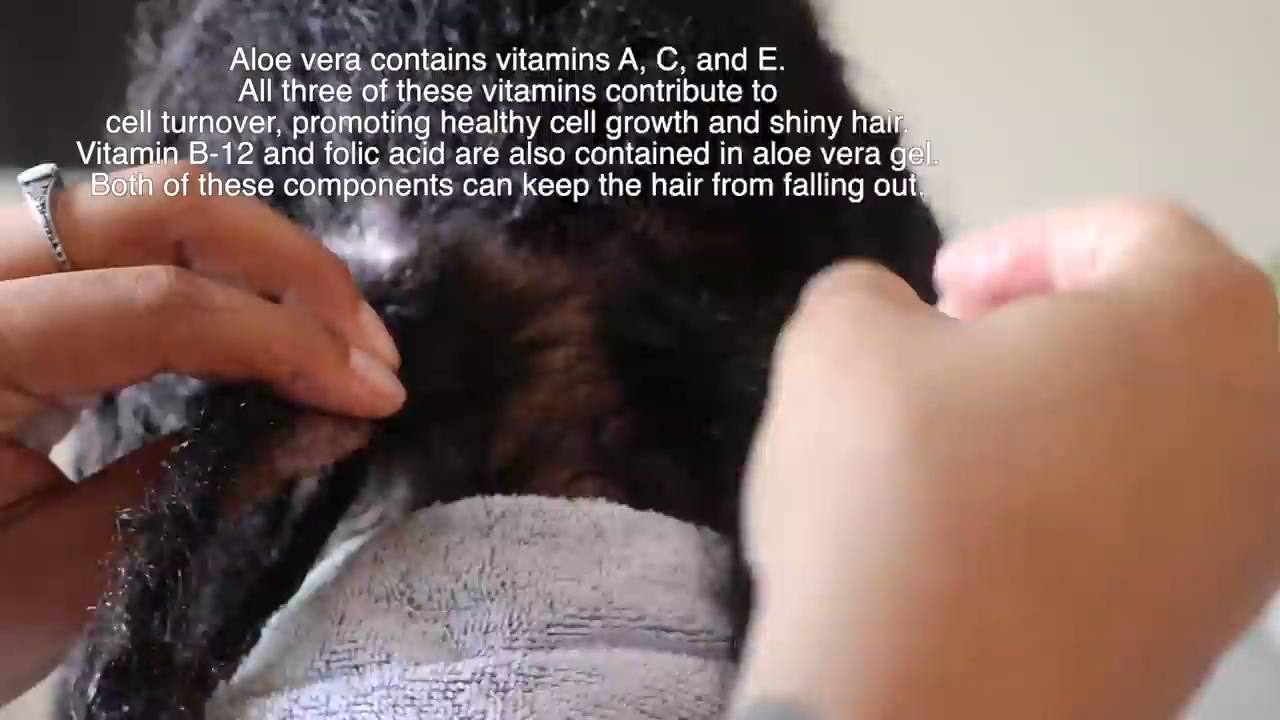 Aloe vera contains vitamins A, C, and E.
All three of these vitamins contribute to
cell turnover, promoting healthy cell growth and shiny hair.
Vitamin B-12 and folic acid are also contained in aloe vera gel.
Both of these components can keep the hair from falling out.